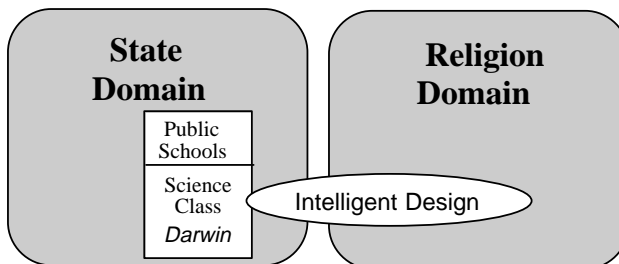 State
Domain
Religion
Domain
Public
Schools
Science
Class
Darwin
Intelligent Design